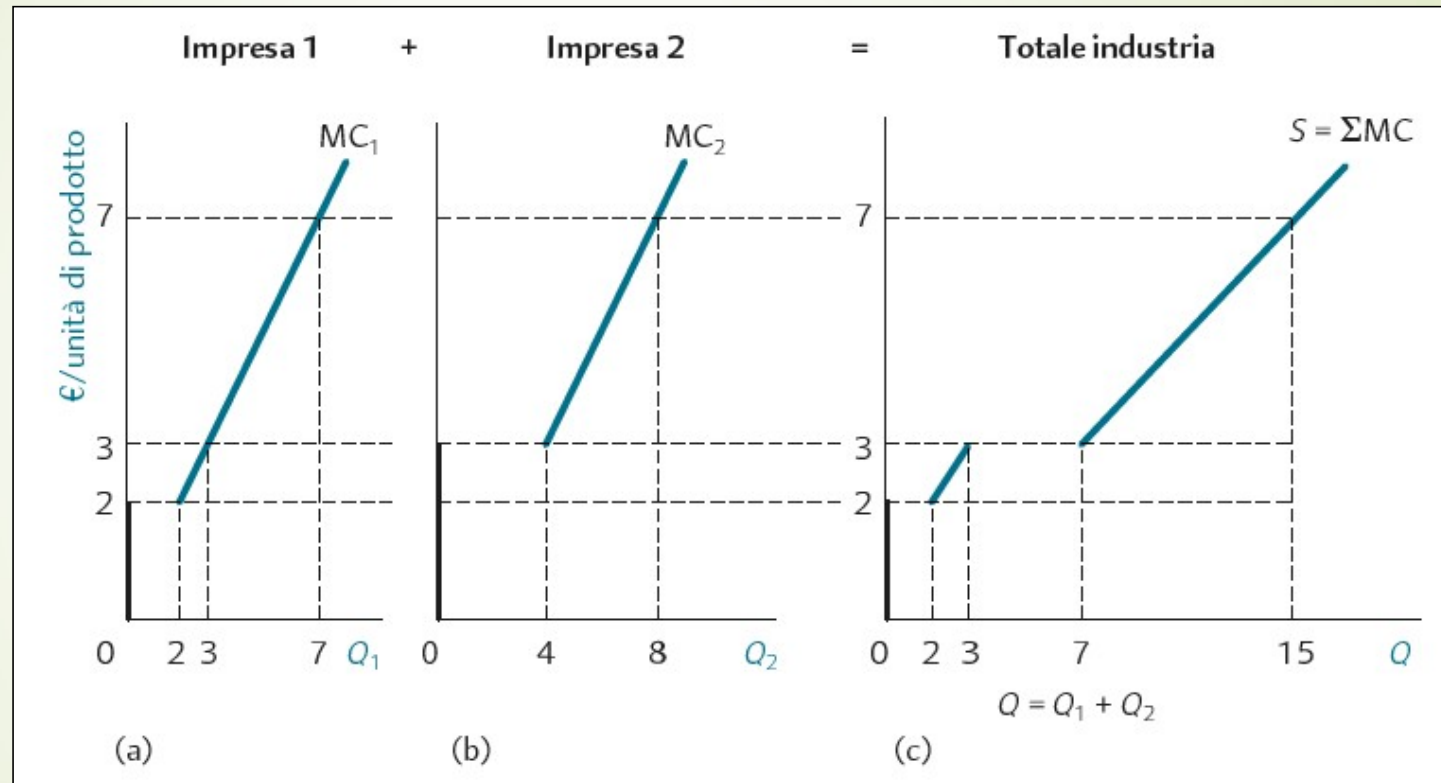 Impresa 1 + Impresa 2 = Totale industria
€/unità di prodotto
MC₁
7
3
2
0 2 3 7 Q₁
(a)
MC₂
0 4 8 Q₂
(b)
S = ΣMC
7
3
2
0 2 3 7 15 Q
Q = Q₁ + Q₂
(c)